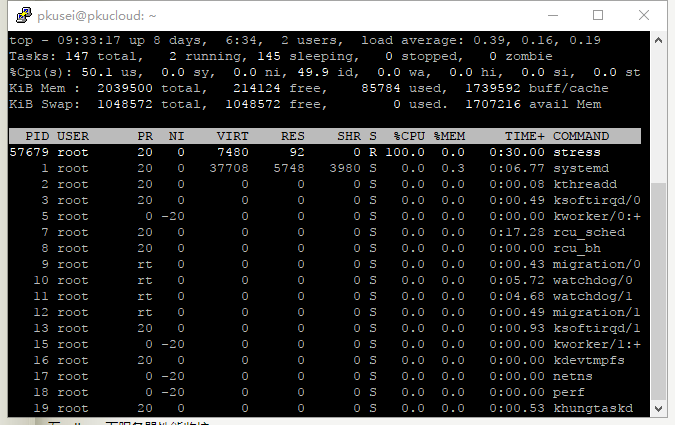 pkusei@pkucloud: ~
top - 09:33:17 up 8 days,  6:34,  2 users,  load average: 0.39, 0.16, 0.19
Tasks: 147 total,   2 running, 145 sleeping,   0 stopped,   0 zombie
%Cpu(s): 50.1 us,  0.0 sy,  0.0 ni, 49.9 id,  0.0 wa,  0.0 hi,  0.0 si,  0.0 st
KiB Mem :  2039500 total,   214124 free,    85784 used,  1739592 buff/cache
KiB Swap:  1048572 total,  1048572 free,        0 used.  1707216 avail Mem
PID USER      PR  NI    VIRT    RES    SHR S  %CPU %MEM     TIME+ COMMAND
57679 root      20   0    7480     92      0 R 100.0  0.0   0:30.00 stress
1 root      20   0   37708   5748   3980 S   0.0  0.3   0:06.77 systemd
2 root      20   0       0      0      0 S   0.0  0.0   0:00.08 kthreadd
3 root      20   0       0      0      0 S   0.0  0.0   0:00.49 ksoftirqd/0
5 root       0 -20       0      0      0 S   0.0  0.0   0:00.00 kworker/0:+
7 root      20   0       0      0      0 S   0.0  0.0   0:17.28 rcu_sched
8 root      20   0       0      0      0 S   0.0  0.0   0:00.00 rcu_bh
9 root      rt   0       0      0      0 S   0.0  0.0   0:00.43 migration/0
10 root      rt   0       0      0      0 S   0.0  0.0   0:05.72 watchdog/0
11 root      rt   0       0      0      0 S   0.0  0.0   0:04.68 watchdog/1
12 root      rt   0       0      0      0 S   0.0  0.0   0:00.49 migration/1
13 root      20   0       0      0      0 S   0.0  0.0   0:00.93 ksoftirqd/1
15 root       0 -20       0      0      0 S   0.0  0.0   0:00.00 kworker/1:+
16 root      20   0       0      0      0 S   0.0  0.0   0:00.00 kdevtmpfs
17 root       0 -20       0      0      0 S   0.0  0.0   0:00.00 netns
18 root       0 -20       0      0      0 S   0.0  0.0   0:00.00 perf
19 root      20   0       0      0      0 S   0.0  0.0   0:00.53 khungtaskd